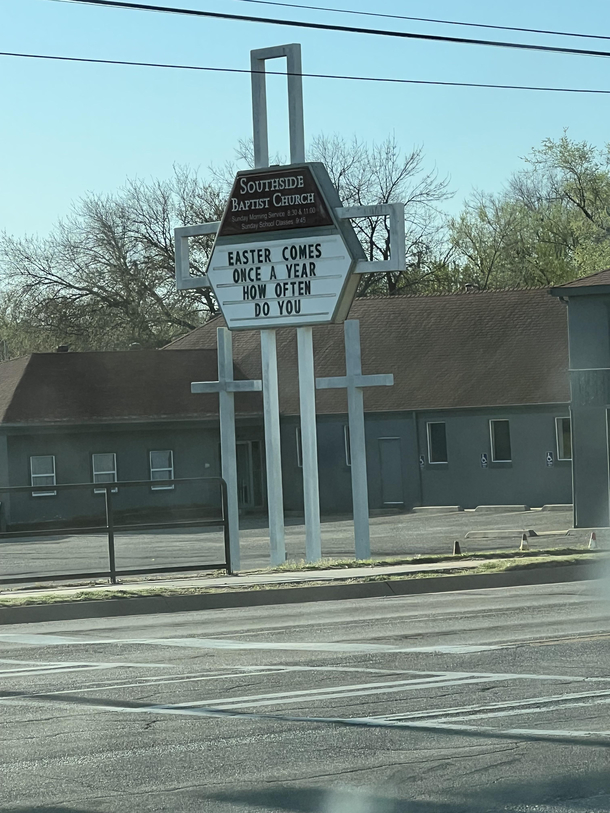 SOUTHSIDE
BAPTIST CHURCH
Sunday Morning Service 8:30 & 11:00
Sunday School Classes 9:45
EASTER COMES
ONCE A YEAR
HOW OFTEN
DO YOU